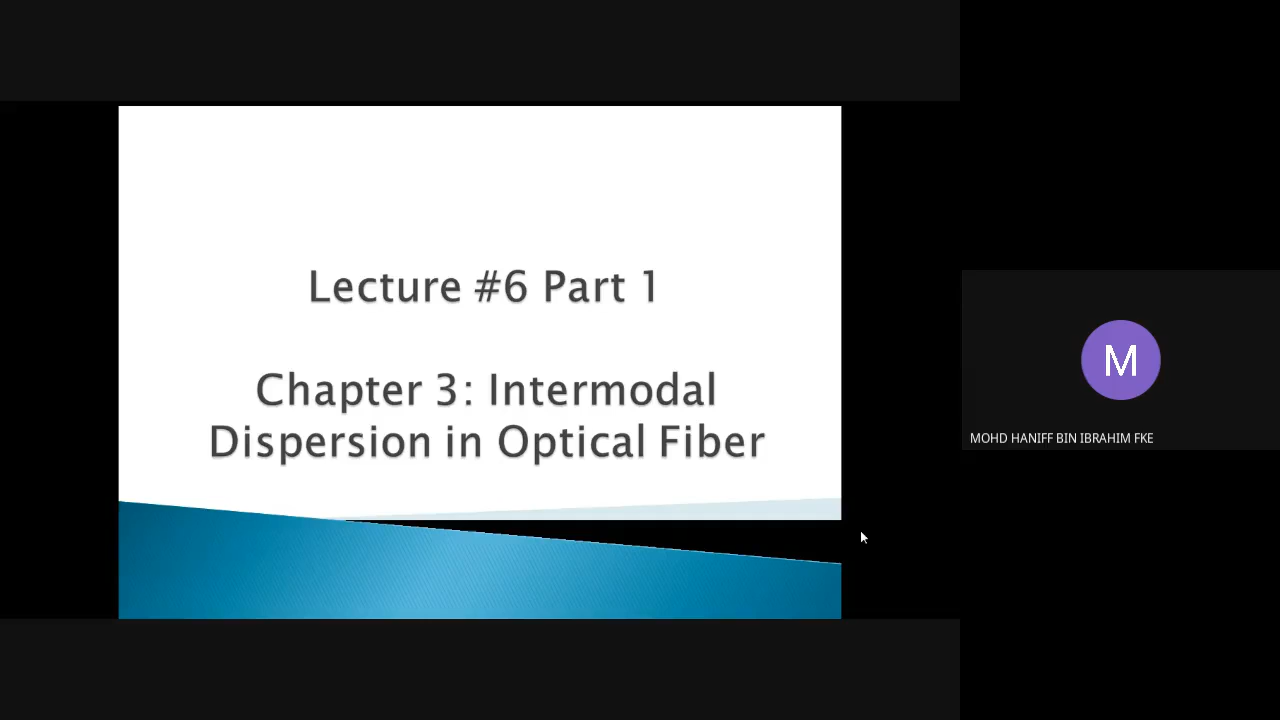 Lecture #6 Part 1
Chapter 3: Intermodal
Dispersion in Optical Fiber
M
MOHD HANIFF BIN IBRAHIM FKE